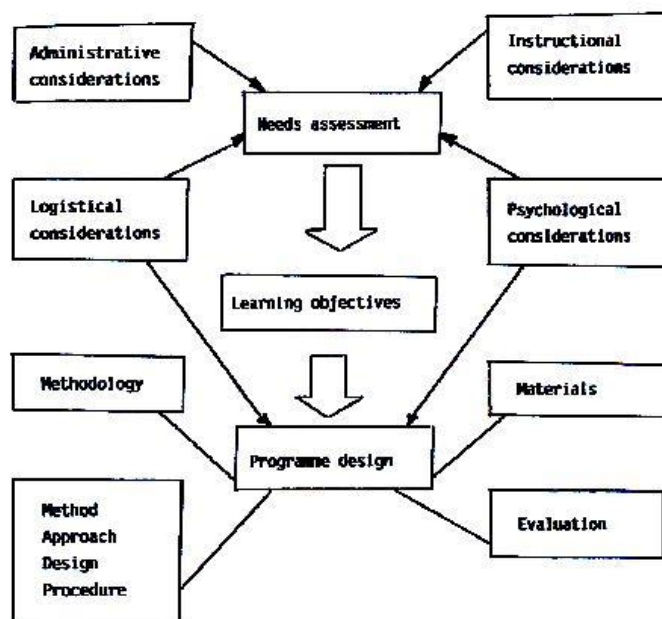 Administrative
considerations
Instructional
considerations
Needs assessment
Logistical
considerations
Psychological
considerations
Learning objectives
Methodology
Materials
Programme design
Method
Approach
Design
Procedure
Evaluation